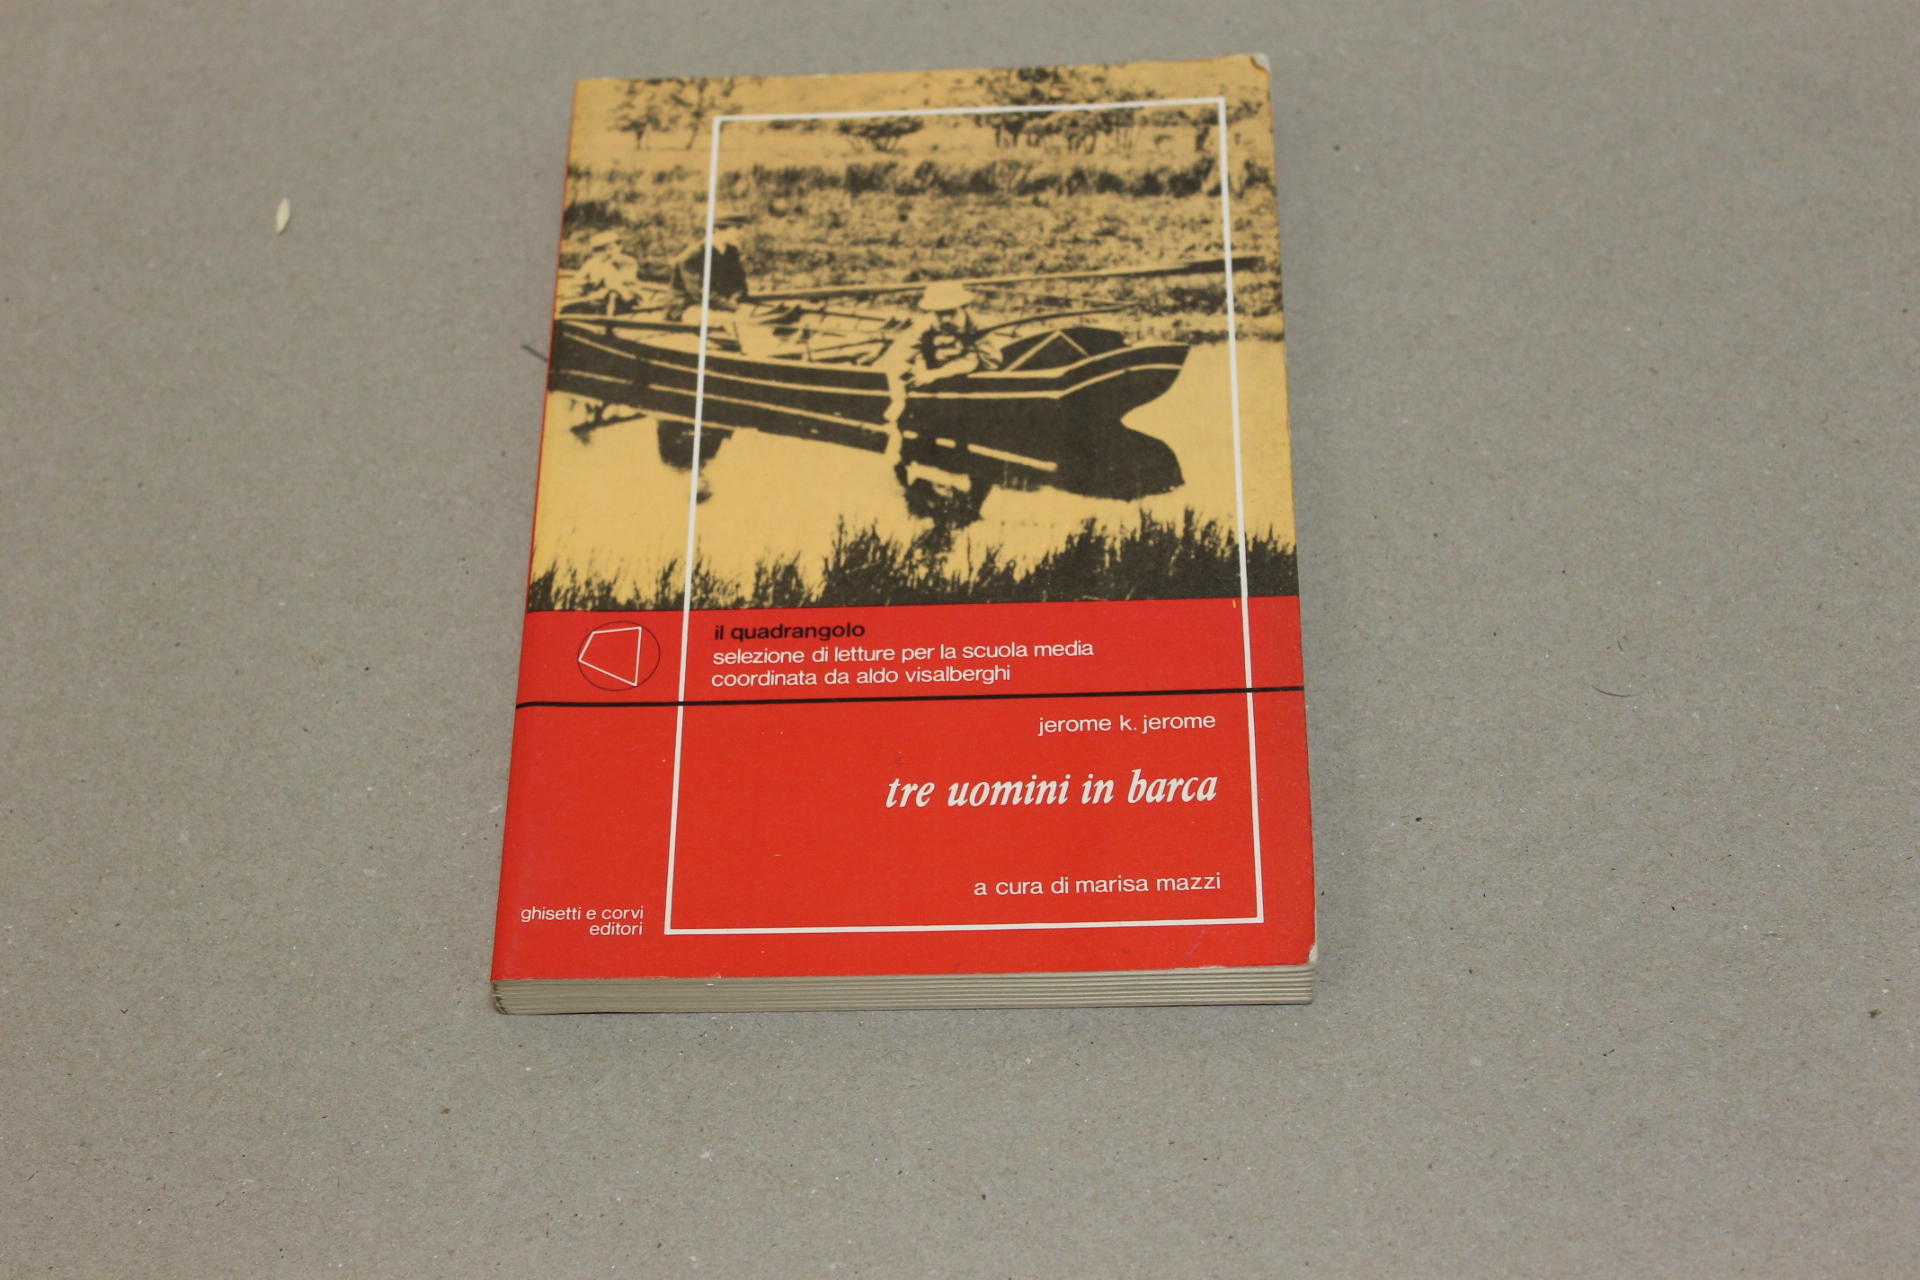 il quadrangolo
selezione di letture per la scuola media
coordinata da aldo visalberghi
jerome k. jerome
tre uomini in barca
a cura di marisa mazzi
ghisetti e corvi
editori